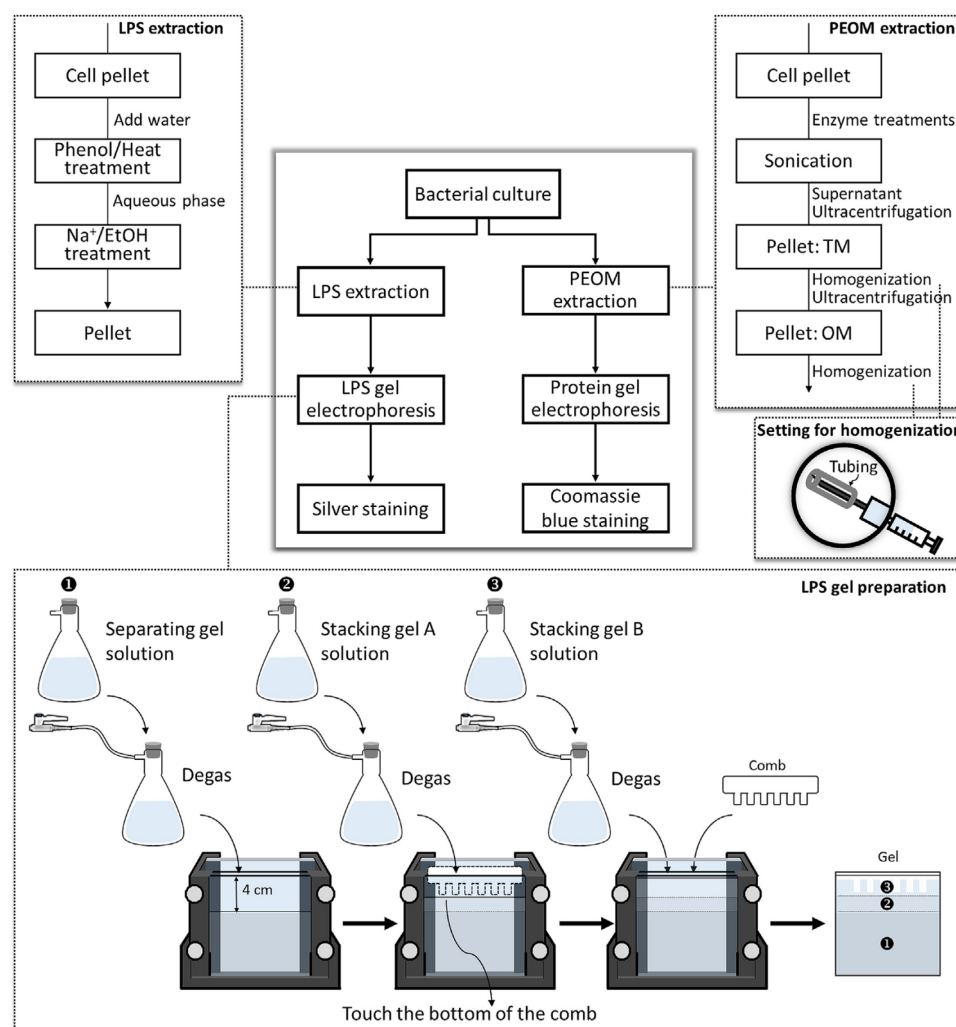 LPS extraction
Cell pellet
Add water
Phenol/Heat
treatment
Aqueous phase
Na⁺/EtOH
treatment
Pellet
Bacterial culture
LPS extraction
PEOM
extraction
LPS gel
electrophoresis
Protein gel
electrophoresis
Silver staining
Coomassie
blue staining
PEOM extraction
Cell pellet
Enzyme treatments
Sonication
Supernatant
Ultracentrifugation
Pellet: TM
Homogenization
Ultracentrifugation
Pellet: OM
Homogenization
Setting for homogenization
Tubing
LPS gel preparation
❶
Separating gel
solution
❷
Stacking gel A
solution
❸
Stacking gel B
solution
Degas
Degas
Degas
Comb
4 cm
Gel
❸
❷
❶
Touch the bottom of the comb